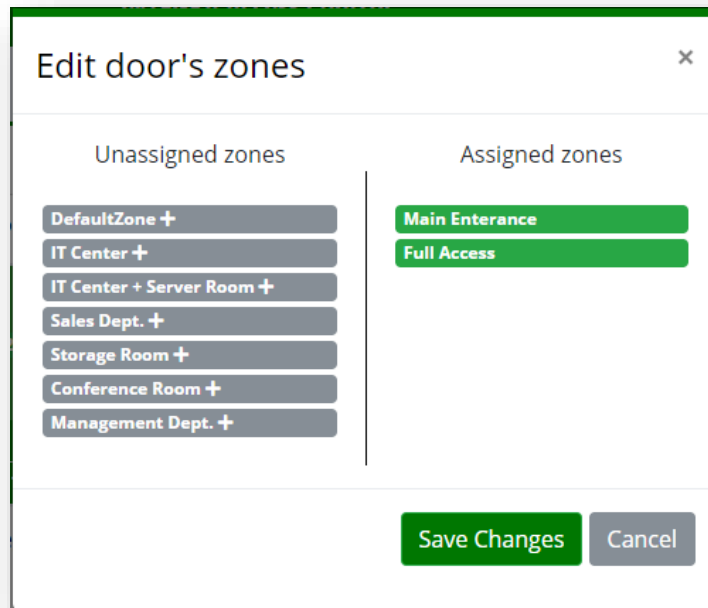 Edit door's zones
×
Unassigned zones
DefaultZone +
IT Center +
IT Center + Server Room +
Sales Dept. +
Storage Room +
Conference Room +
Management Dept. +
Assigned zones
Main Enterance
Full Access
Save Changes
Cancel